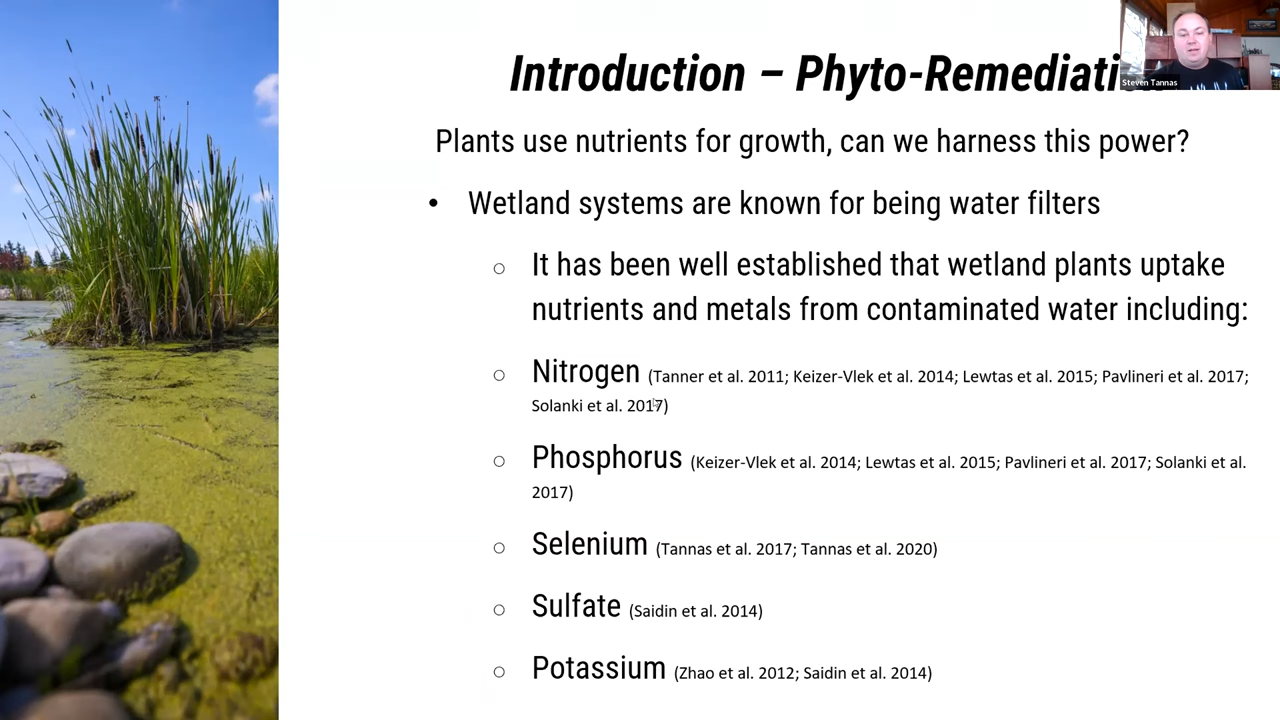 Introduction – Phyto-Remediati
Steven Tannas
Plants use nutrients for growth, can we harness this power?
• Wetland systems are known for being water filters
○ It has been well established that wetland plants uptake
nutrients and metals from contaminated water including:
○ Nitrogen (Tanner et al. 2011; Keizer-Vlek et al. 2014; Lewtas et al. 2015; Pavlineri et al. 2017;
Solanki et al. 2017)
○ Phosphorus (Keizer-Vlek et al. 2014; Lewtas et al. 2015; Pavlineri et al. 2017; Solanki et al.
2017)
○ Selenium (Tannas et al. 2017; Tannas et al. 2020)
○ Sulfate (Saidin et al. 2014)
○ Potassium (Zhao et al. 2012; Saidin et al. 2014)